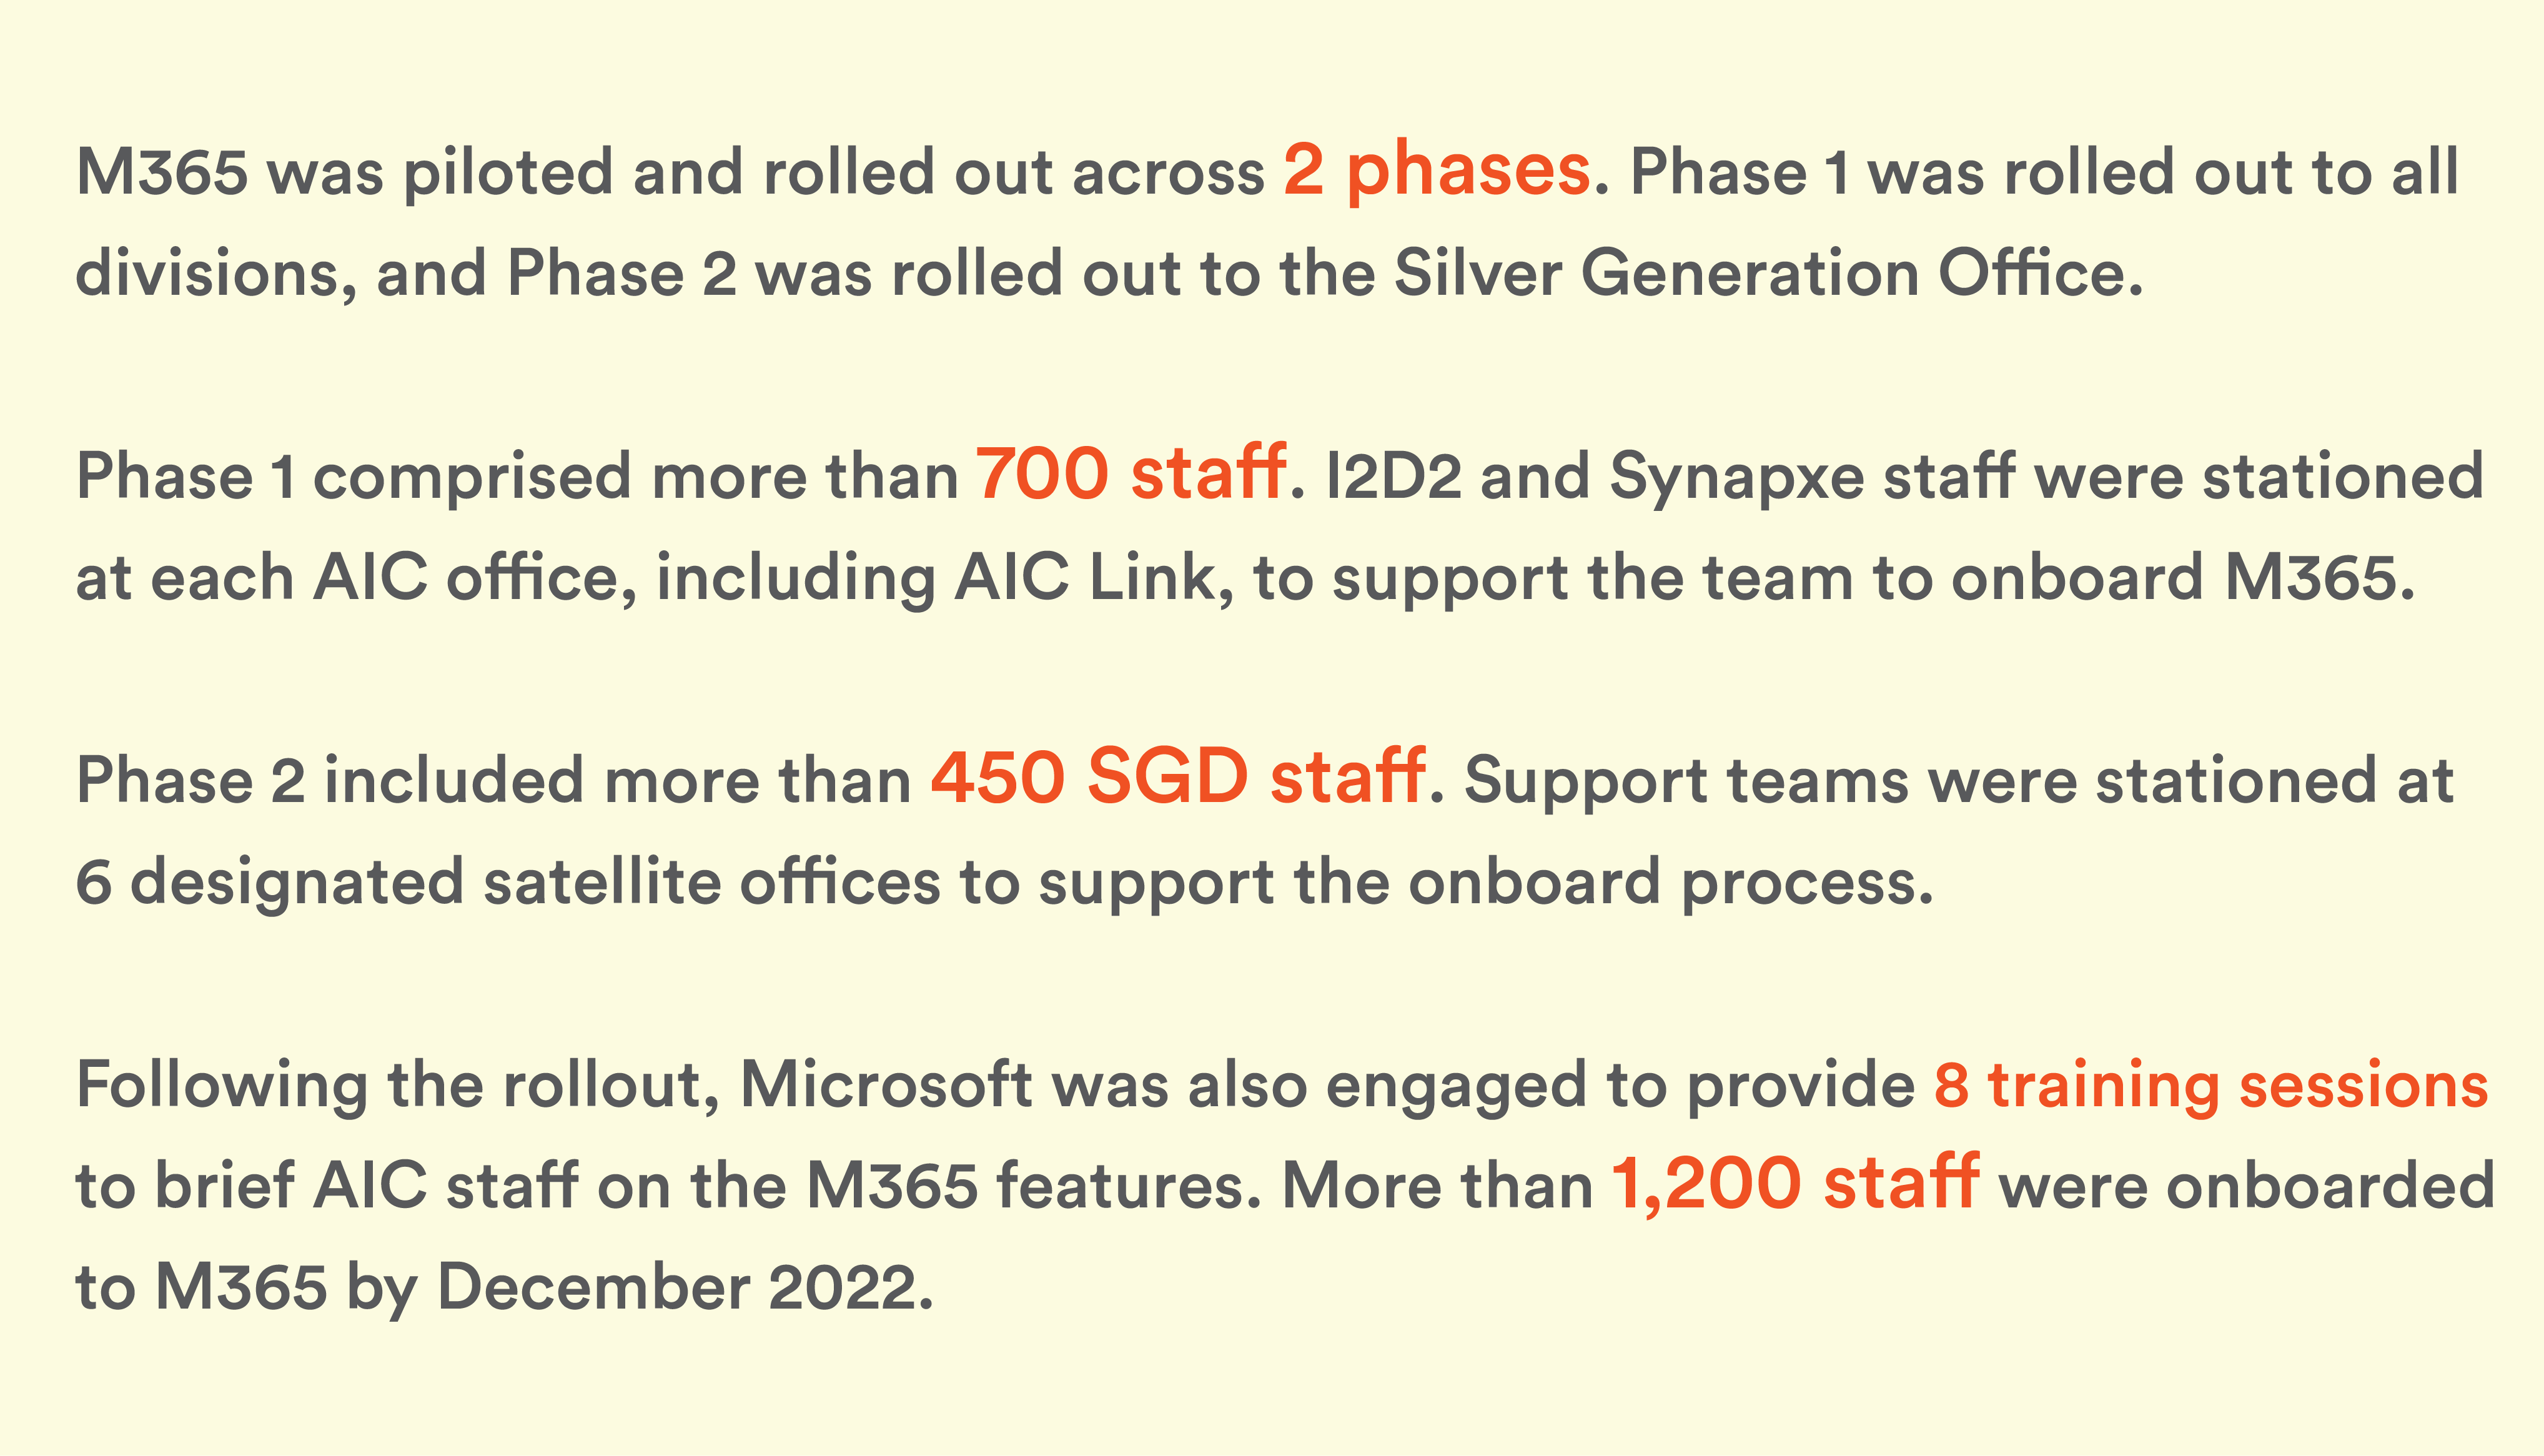 M365 was piloted and rolled out across 2 phases. Phase 1 was rolled out to all
divisions, and Phase 2 was rolled out to the Silver Generation Office.
Phase 1 comprised more than 700 staff. I2D2 and Synapxe staff were stationed
at each AIC office, including AIC Link, to support the team to onboard M365.
Phase 2 included more than 450 SGD staff. Support teams were stationed at
6 designated satellite offices to support the onboard process.
Following the rollout, Microsoft was also engaged to provide 8 training sessions
to brief AIC staff on the M365 features. More than 1,200 staff were onboarded
to M365 by December 2022.